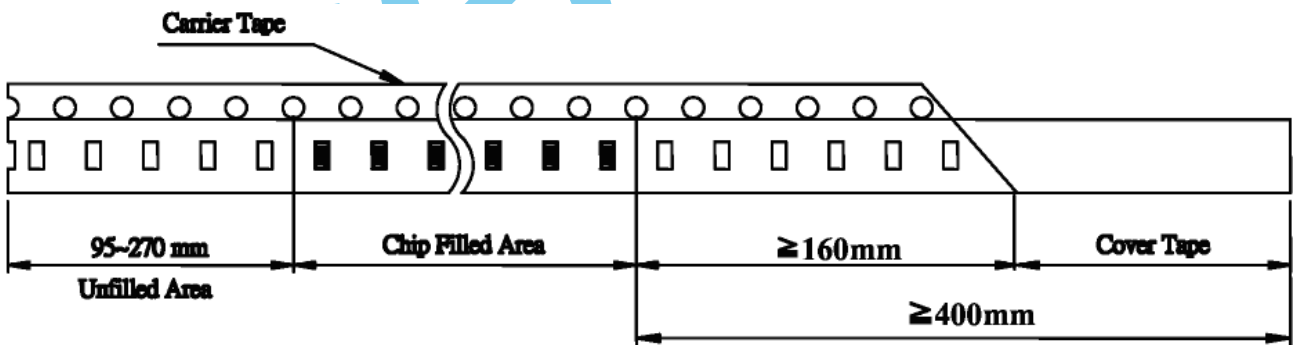 Carrier Tape
95~270 mm
Unfilled Area
Chip Filled Area
≧160mm
Cover Tape
≧400mm